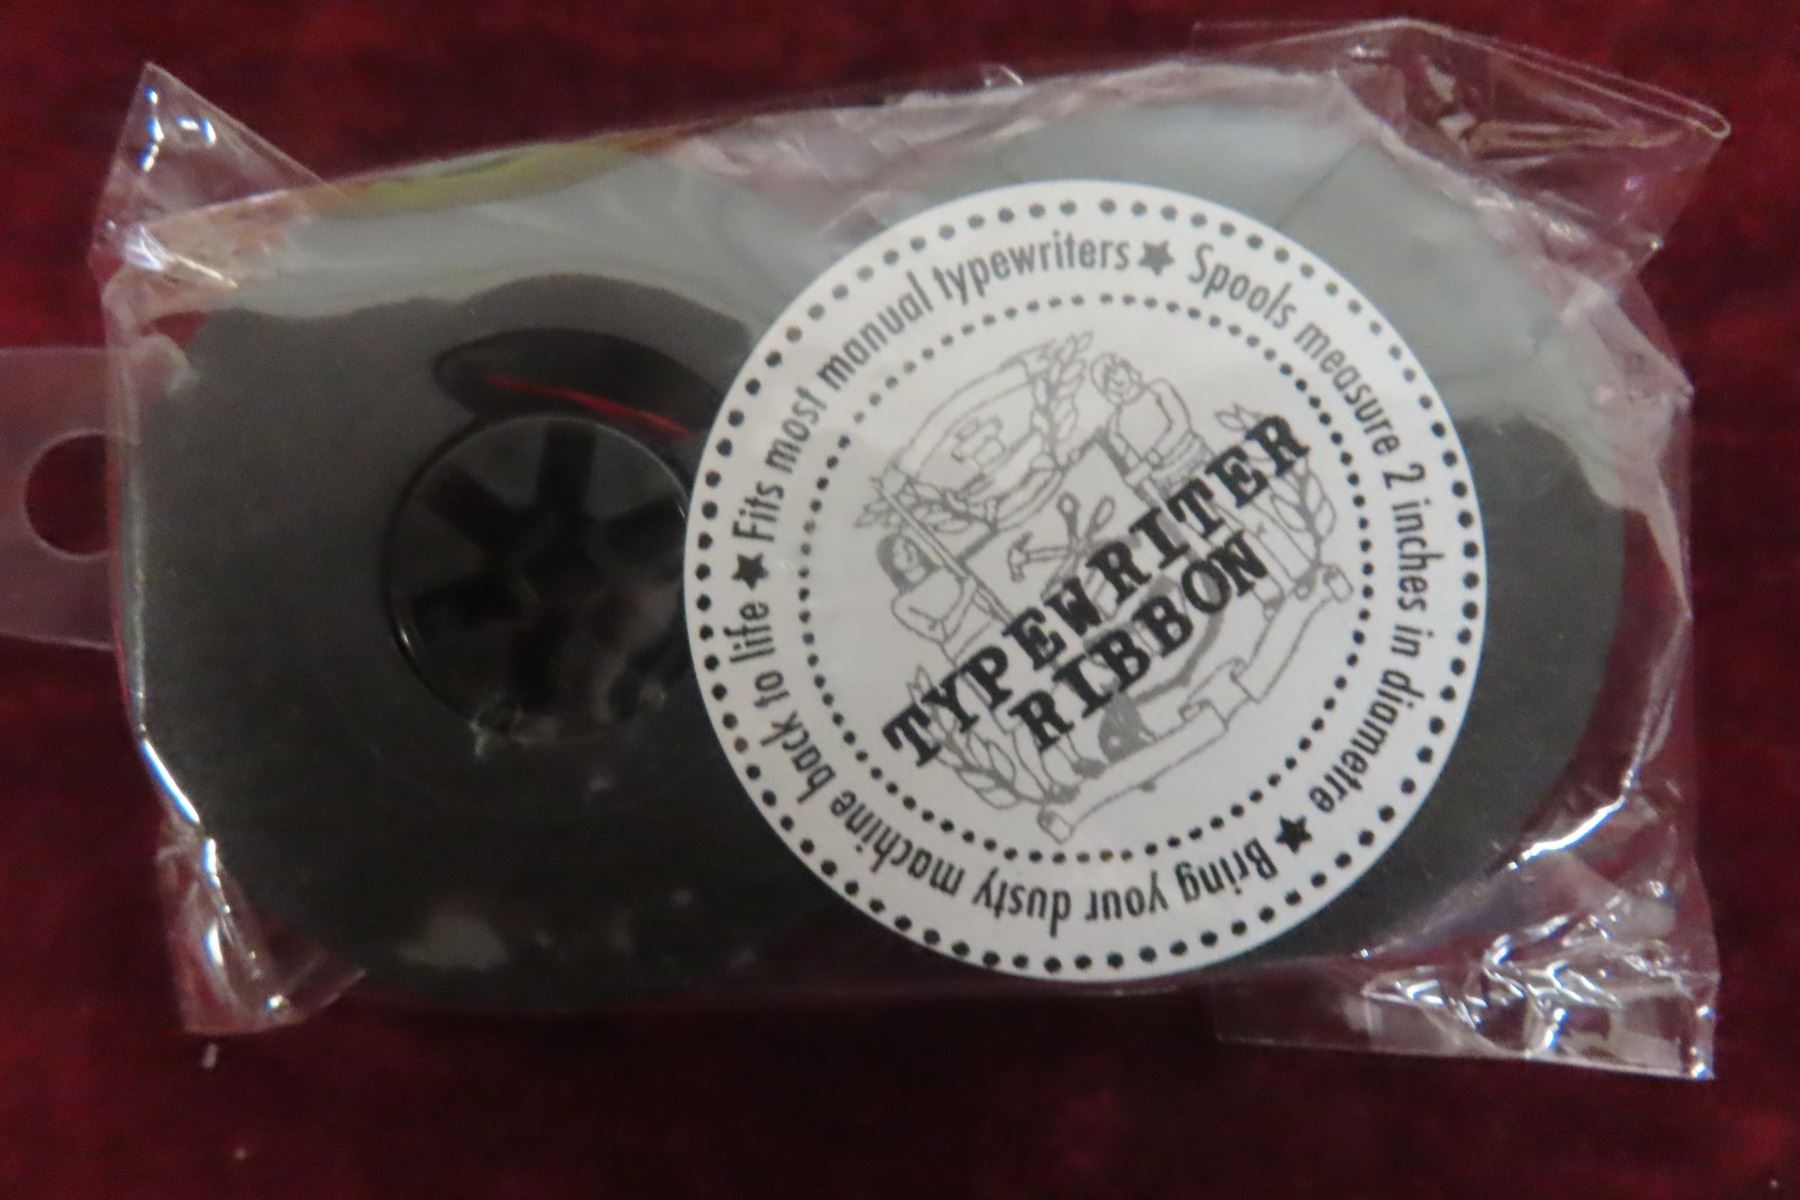 ★ Fits most manual typewriters ★ Spools measure 2 inches in diametre ★ Bring your dusty machine back to life
TYPEWRITER
RIBBON